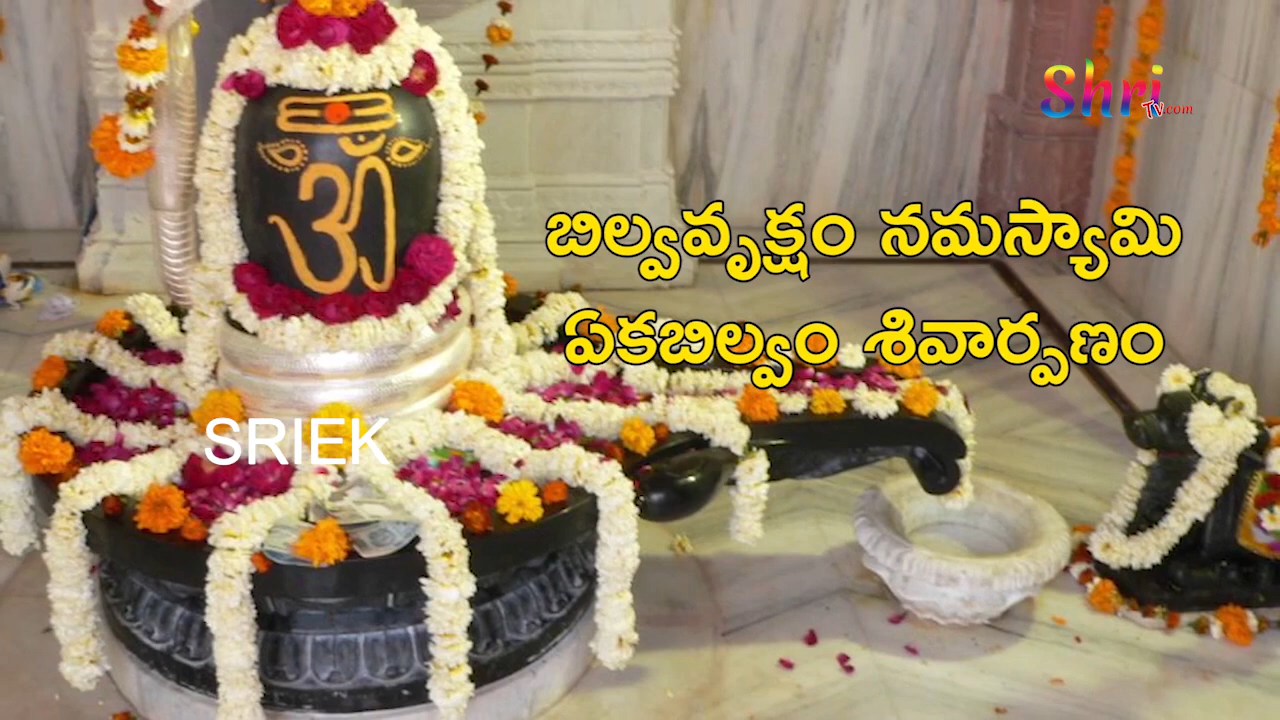 Shri
TV.com
ॐ
బిల్వవృక్షం నమస్యామి
ఏకబిల్వం శివార్పణం
SRIEK